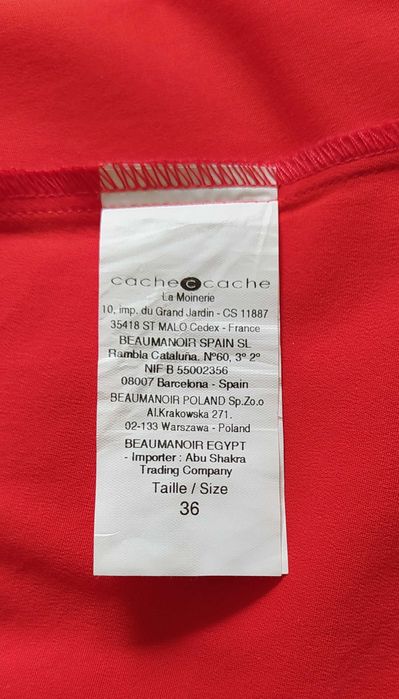 cache c cache
La Moinerie
10, imp. du Grand Jardin - CS 11887
35418 ST MALO Cedex - France
BEAUMANOIR SPAIN SL
Rambla Cataluña. N°60, 3º 2º
NIF B 55002356
08007 Barcelona - Spain
BEAUMANOIR POLAND Sp.Zo.o
Al.Krakowska 271.
02-133 Warszawa - Poland
BEAUMANOIR EGYPT
- Importer : Abu Shakra
Trading Company
Taille / Size
36